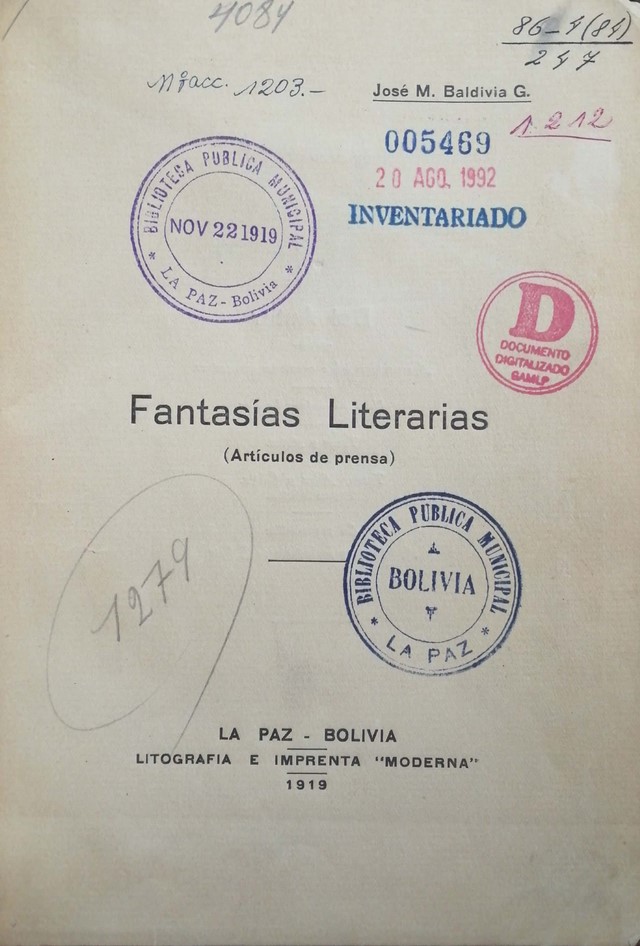 4084
86-4(84)
247
Nº acc. 1203.-
José M. Baldivia G.
1.212
005469
20 AGO. 1992
INVENTARIADO
BIBLIOTECA PUBLICA MUNICIPAL
NOV 22 1919
* LA PAZ - Bolivia *
D
DOCUMENTO
DIGITALIZADO
GAMLP
Fantasías Literarias
(Artículos de prensa)
BIBLIOTECA PUBLICA MUNICIPAL
BOLIVIA
* LA PAZ *
1279
LA PAZ - BOLIVIA
LITOGRAFIA E IMPRENTA "MODERNA"
1919